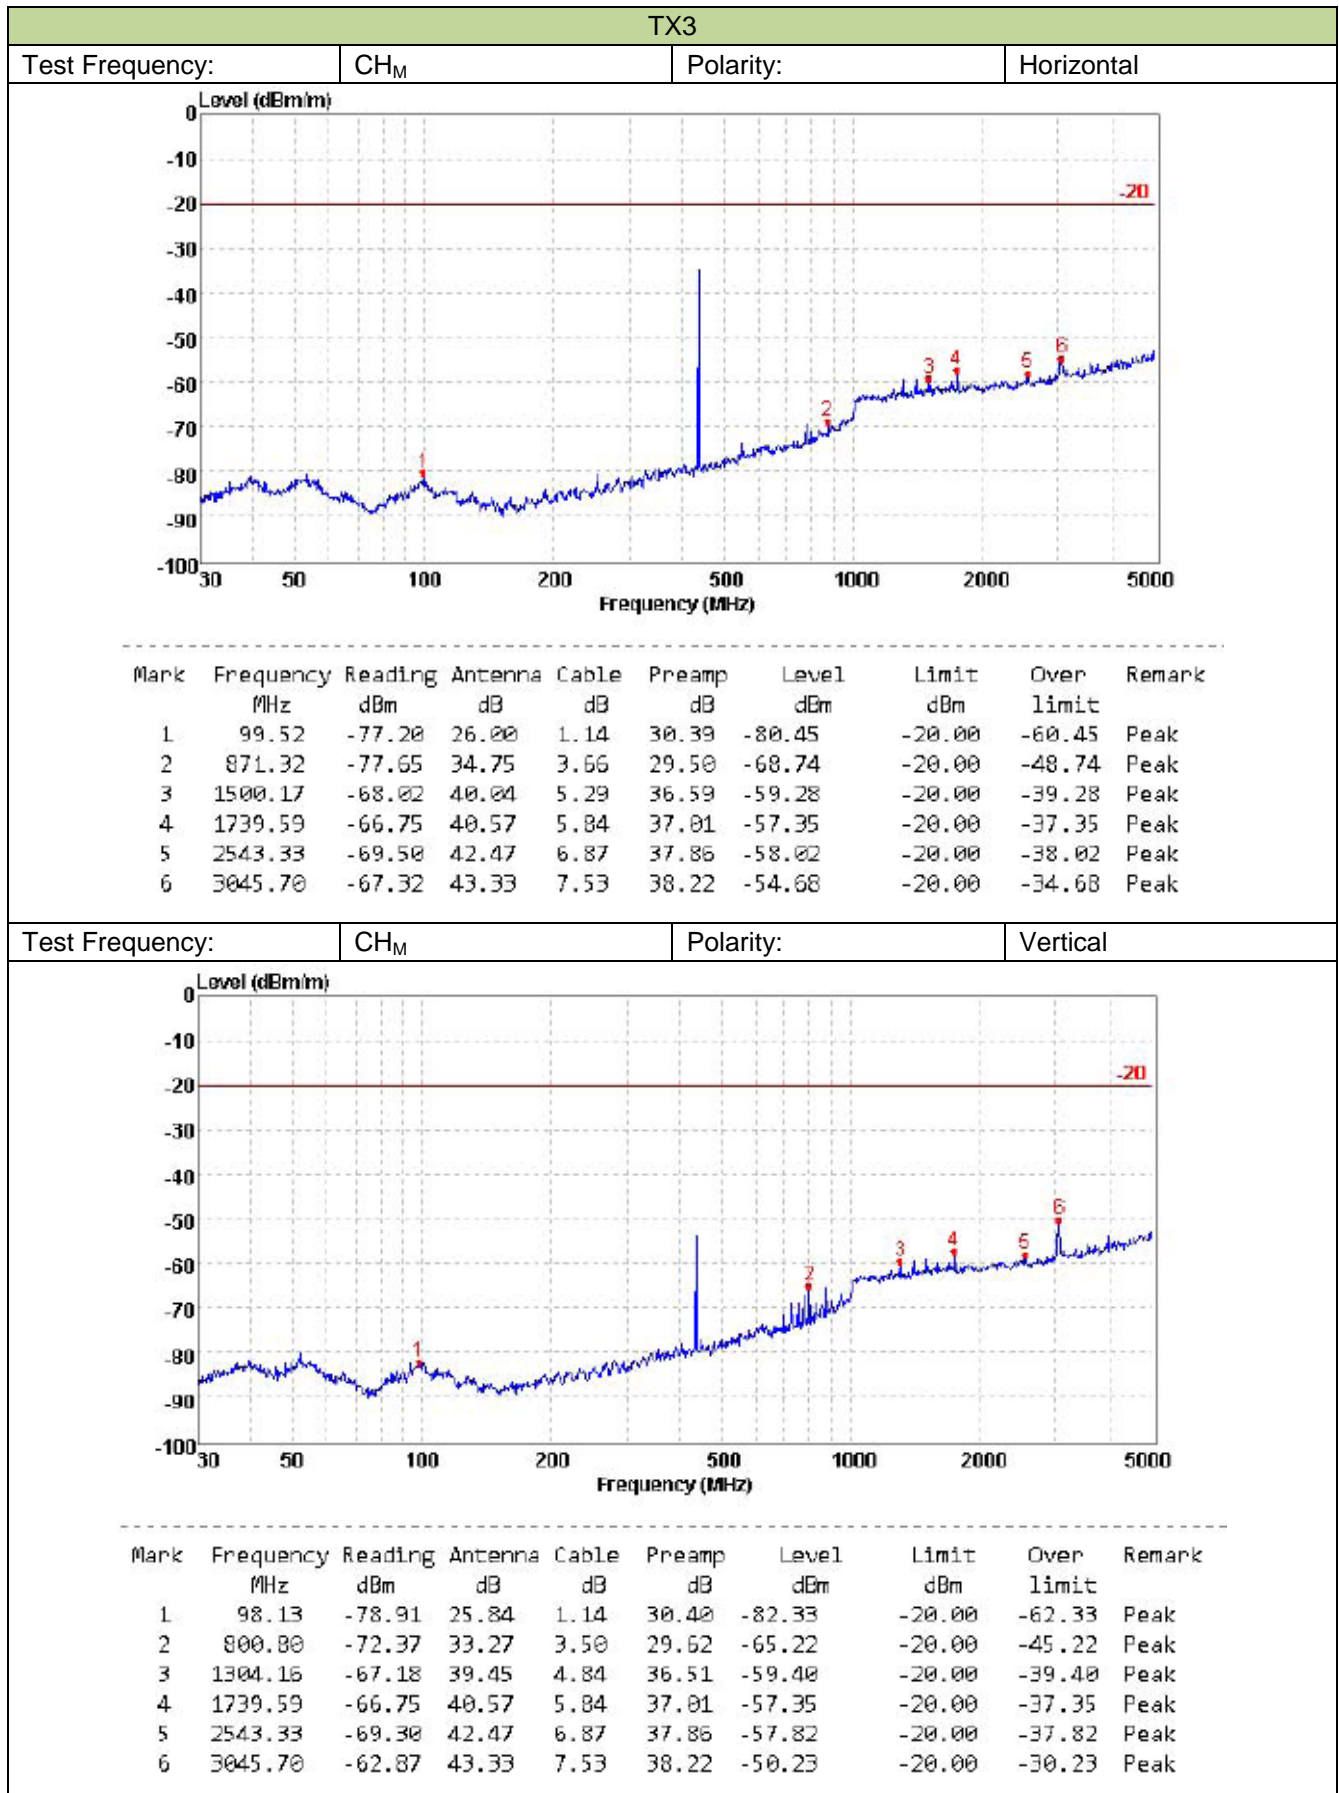 TX3
Test Frequency: CHM Polarity: Horizontal
Level (dBm/m)
0
-10
-20
-20
-30
-40
-50
-60
-70
-80
-90
-100
1
2
3
4
5
6
30 50 100 200 500 1000 2000 5000
Frequency (MHz)
Mark Frequency Reading Antenna Cable Preamp Level Limit Over Remark
MHz dBm dB dB dB dBm dBm limit
1 99.52 -77.20 26.00 1.14 30.39 -80.45 -20.00 -60.45 Peak
2 871.32 -77.65 34.75 3.66 29.50 -68.74 -20.00 -48.74 Peak
3 1500.17 -68.02 40.04 5.29 36.59 -59.28 -20.00 -39.28 Peak
4 1739.59 -66.75 40.57 5.84 37.01 -57.35 -20.00 -37.35 Peak
5 2543.33 -69.50 42.47 6.87 37.86 -58.02 -20.00 -38.02 Peak
6 3045.70 -67.32 43.33 7.53 38.22 -54.68 -20.00 -34.68 Peak
Test Frequency: CHM Polarity: Vertical
Level (dBm/m)
0
-10
-20
-20
-30
-40
-50
-60
-70
-80
-90
-100
1
2
3
4
5
6
30 50 100 200 500 1000 2000 5000
Frequency (MHz)
Mark Frequency Reading Antenna Cable Preamp Level Limit Over Remark
MHz dBm dB dB dB dBm dBm limit
1 98.13 -78.91 25.84 1.14 30.40 -82.33 -20.00 -62.33 Peak
2 800.80 -72.37 33.27 3.50 29.62 -65.22 -20.00 -45.22 Peak
3 1304.16 -67.18 39.45 4.84 36.51 -59.40 -20.00 -39.40 Peak
4 1739.59 -66.75 40.57 5.84 37.01 -57.35 -20.00 -37.35 Peak
5 2543.33 -69.30 42.47 6.87 37.86 -57.82 -20.00 -37.82 Peak
6 3045.70 -62.87 43.33 7.53 38.22 -50.23 -20.00 -30.23 Peak